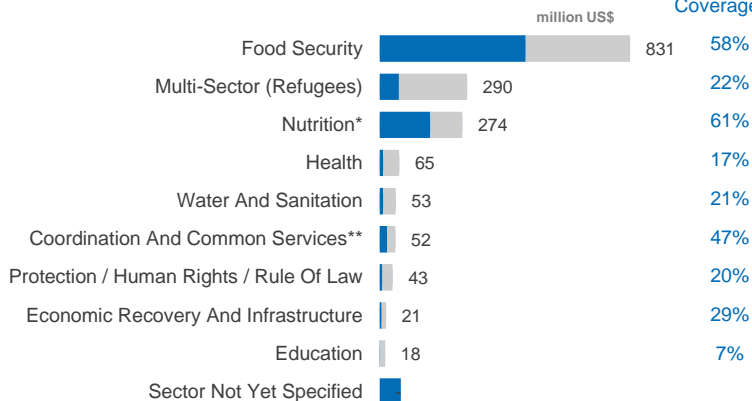 Coverage
million US$
Food Security 831 58%
Multi-Sector (Refugees) 290 22%
Nutrition* 274 61%
Health 65 17%
Water And Sanitation 53 21%
Coordination And Common Services** 52 47%
Protection / Human Rights / Rule Of Law 43 20%
Economic Recovery And Infrastructure 21 29%
Education 18 7%
Sector Not Yet Specified -